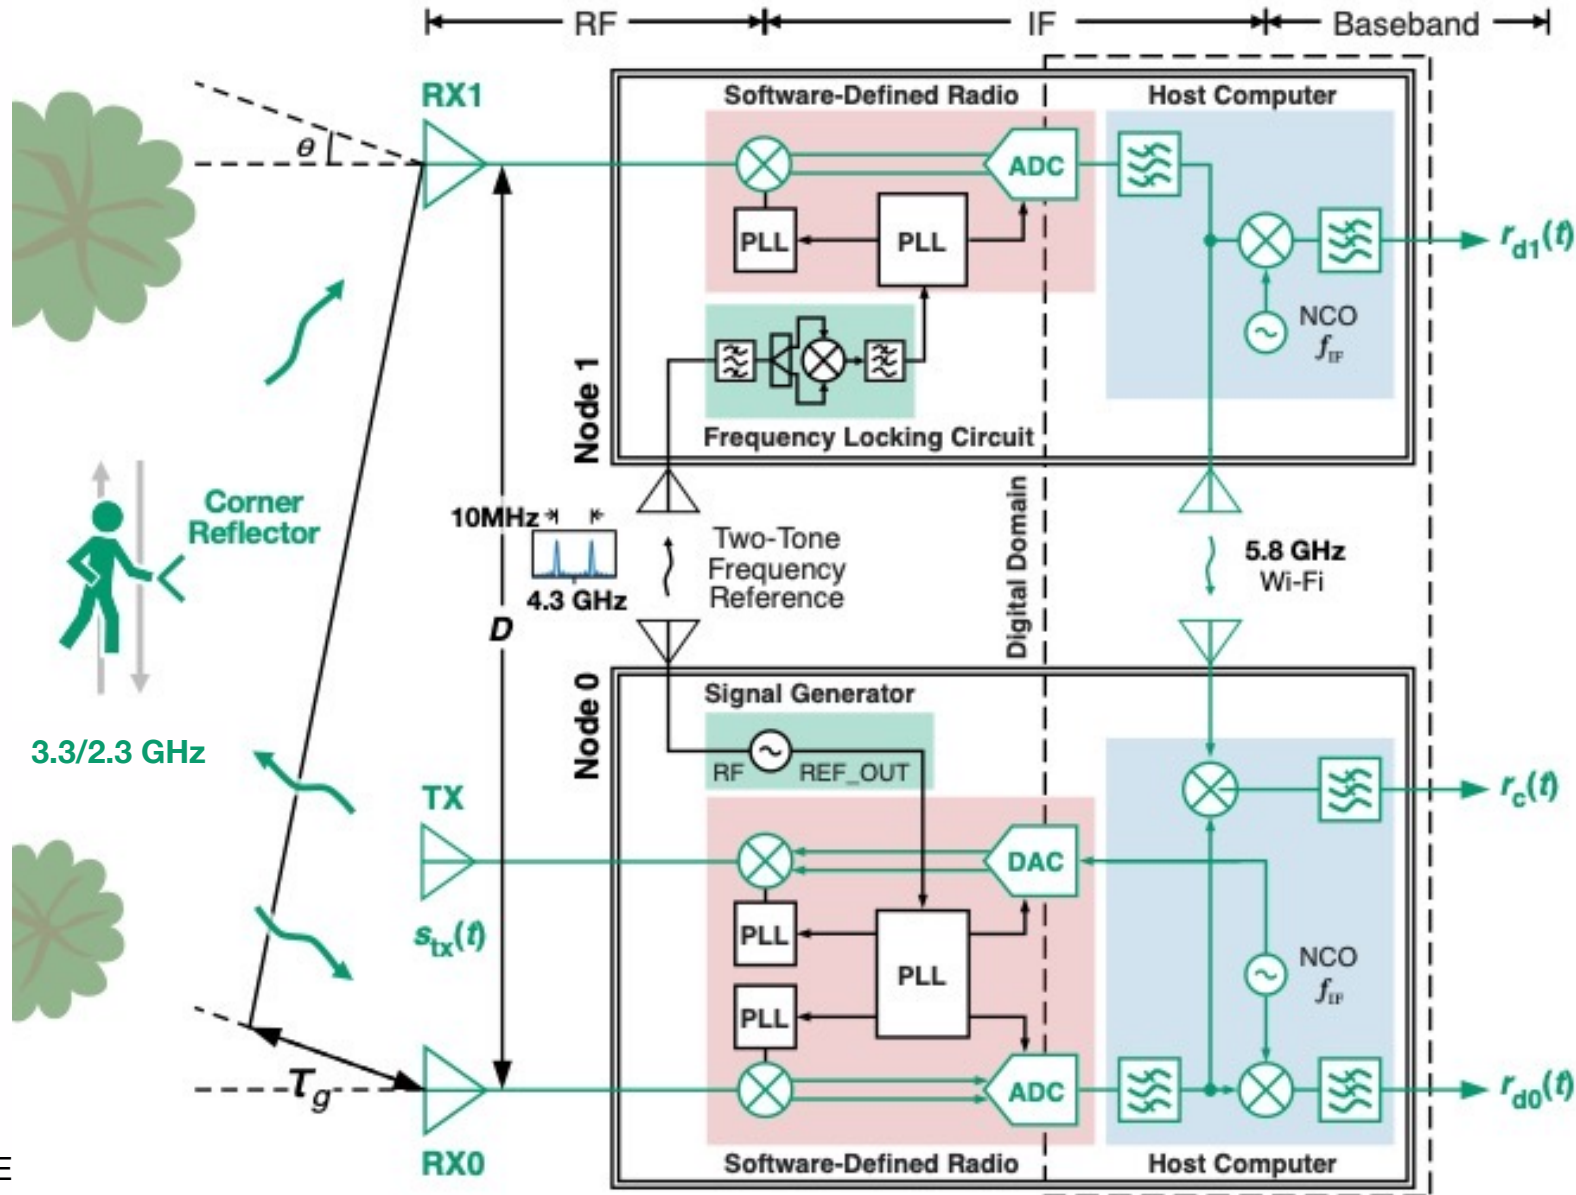 RF
IF
Baseband
RX1
Software-Defined Radio
Host Computer
θ
ADC
PLL
PLL
r_d1(t)
NCO
f_IF
Node 1
Frequency Locking Circuit
Corner
Reflector
10MHz
4.3 GHz
Two-Tone
Frequency
Reference
Digital Domain
5.8 GHz
Wi-Fi
D
Node 0
Signal Generator
RF
REF_OUT
3.3/2.3 GHz
TX
r_c(t)
DAC
s_tx(t)
PLL
PLL
NCO
f_IF
PLL
τ_g
ADC
r_d0(t)
RX0
Software-Defined Radio
Host Computer
E